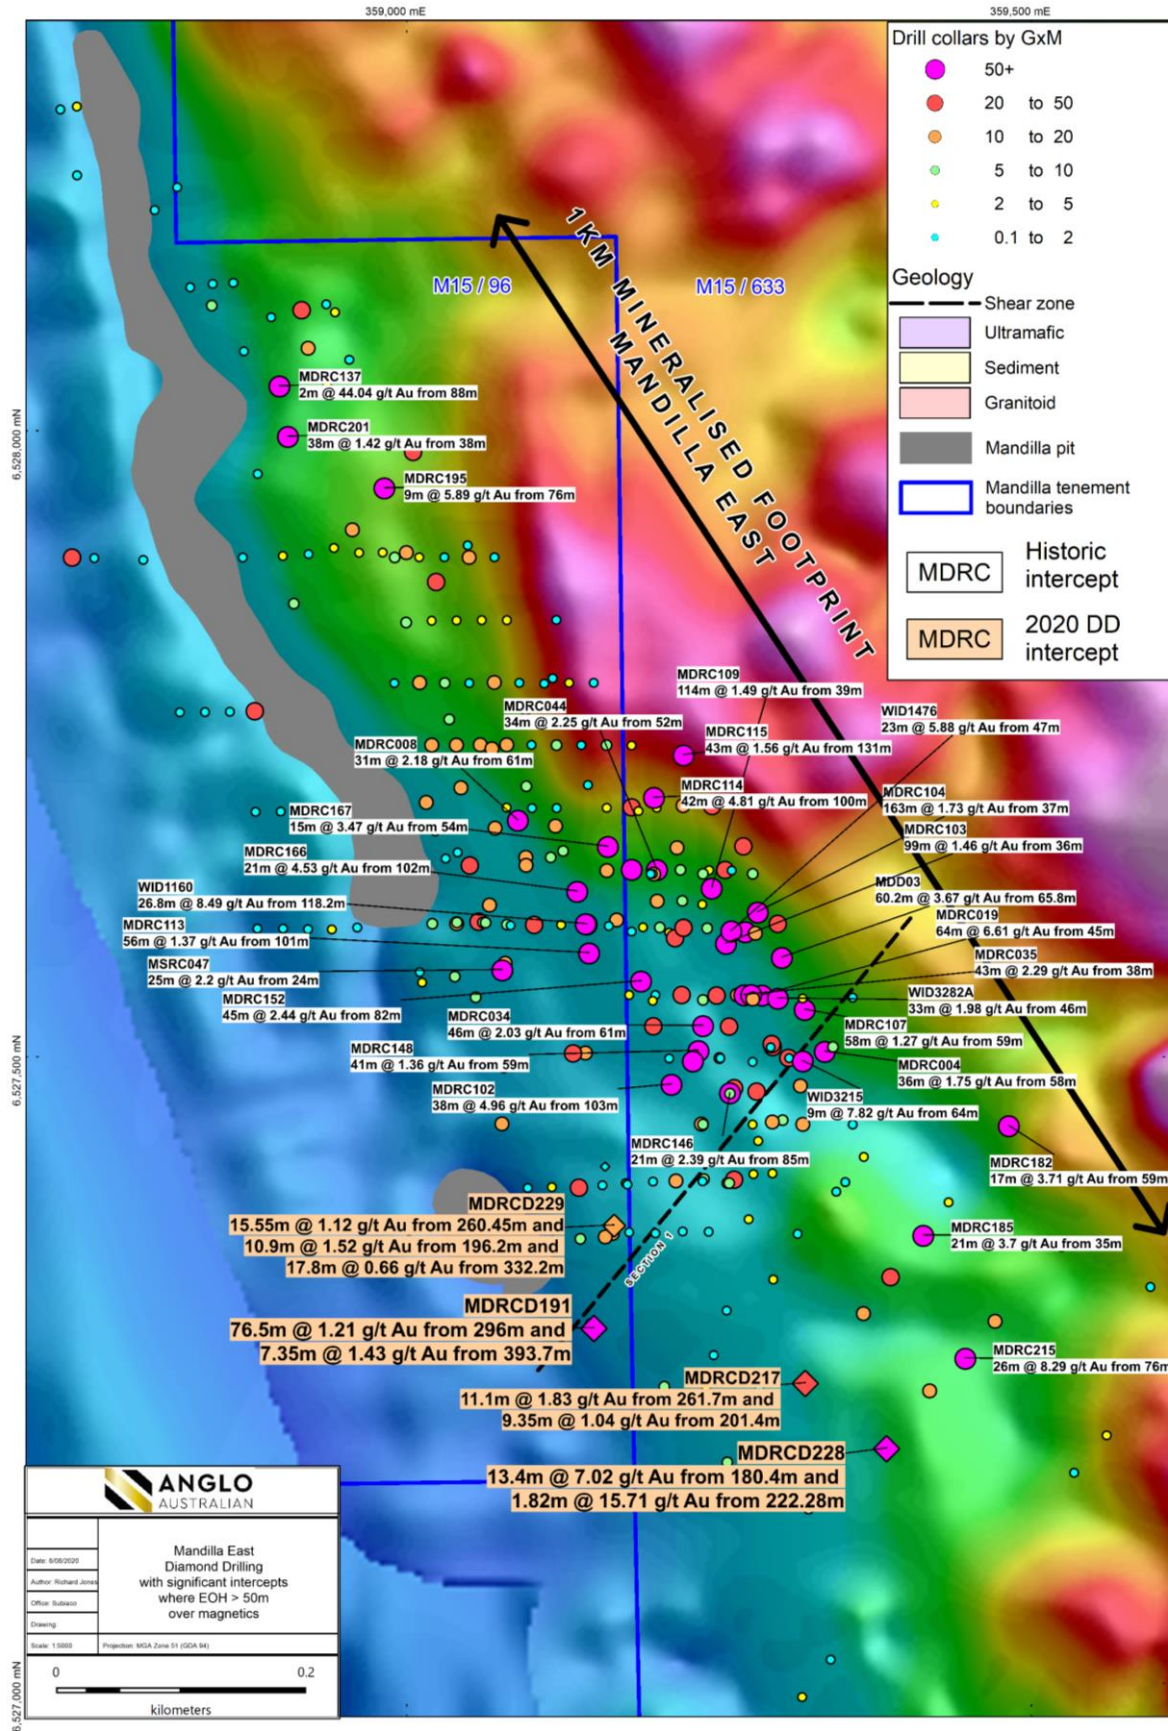 359,000 mE
359,500 mE
Drill collars by GxM
50+
20 to 50
10 to 20
5 to 10
2 to 5
0.1 to 2
Geology
Shear zone
Ultramafic
Sediment
Granitoid
Mandilla pit
Mandilla tenement
boundaries
MDRC
Historic
intercept
MDRC
2020 DD
intercept
M15 / 96
M15 / 633
1KM MINERALISED FOOTPRINT
MANDILLA EAST
6,528,000 mN
6,527,500 mN
6,527,000 mN
MDRC137
2m @ 44.04 g/t Au from 88m
MDRC201
38m @ 1.42 g/t Au from 38m
MDRC195
9m @ 5.89 g/t Au from 76m
MDRC109
114m @ 1.49 g/t Au from 39m
MDRC044
34m @ 2.25 g/t Au from 52m
WID1476
23m @ 5.88 g/t Au from 47m
MDRC115
43m @ 1.56 g/t Au from 131m
MDRC008
31m @ 2.18 g/t Au from 61m
MDRC114
42m @ 4.81 g/t Au from 100m
MDRC104
163m @ 1.73 g/t Au from 37m
MDRC167
15m @ 3.47 g/t Au from 54m
MDRC103
99m @ 1.46 g/t Au from 36m
MDRC166
21m @ 4.53 g/t Au from 102m
MDD03
60.2m @ 3.67 g/t Au from 65.8m
WID1160
26.8m @ 8.49 g/t Au from 118.2m
MDRC019
64m @ 6.61 g/t Au from 45m
MDRC113
56m @ 1.37 g/t Au from 101m
MDRC035
43m @ 2.29 g/t Au from 38m
MSRC047
25m @ 2.2 g/t Au from 24m
WID3282A
33m @ 1.98 g/t Au from 46m
MDRC152
45m @ 2.44 g/t Au from 82m
MDRC034
46m @ 2.03 g/t Au from 61m
MDRC107
58m @ 1.27 g/t Au from 59m
MDRC148
41m @ 1.36 g/t Au from 59m
MDRC004
36m @ 1.75 g/t Au from 58m
MDRC102
38m @ 4.96 g/t Au from 103m
WID3215
9m @ 7.82 g/t Au from 64m
MDRC146
21m @ 2.39 g/t Au from 85m
MDRC182
17m @ 3.71 g/t Au from 59m
MDRCD229
15.55m @ 1.12 g/t Au from 260.45m and
10.9m @ 1.52 g/t Au from 196.2m and
17.8m @ 0.66 g/t Au from 332.2m
MDRC185
21m @ 3.7 g/t Au from 35m
SECTION 1
MDRCD191
76.5m @ 1.21 g/t Au from 296m and
7.35m @ 1.43 g/t Au from 393.7m
MDRC215
26m @ 8.29 g/t Au from 76m
MDRCD217
11.1m @ 1.83 g/t Au from 261.7m and
9.35m @ 1.04 g/t Au from 201.4m
MDRCD228
13.4m @ 7.02 g/t Au from 180.4m and
1.82m @ 15.71 g/t Au from 222.28m
ANGLO
AUSTRALIAN
Mandilla East
Diamond Drilling
with significant intercepts
where EOH > 50m
over magnetics
Date: 6/08/2020
Author: Richard Jones
Office: Subiaco
Drawing:
Scale: 1:5000
Projection: MGA Zone 51 (GDA 94)
0 0.2
kilometers